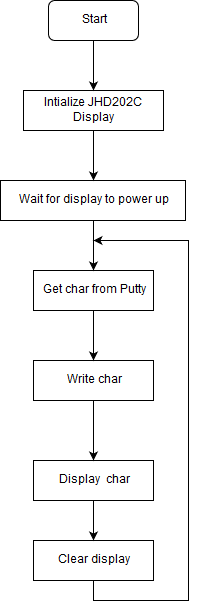 Start
Intialize JHD202C
Display
Wait for display to power up
Get char from Putty
Write char
Display char
Clear display